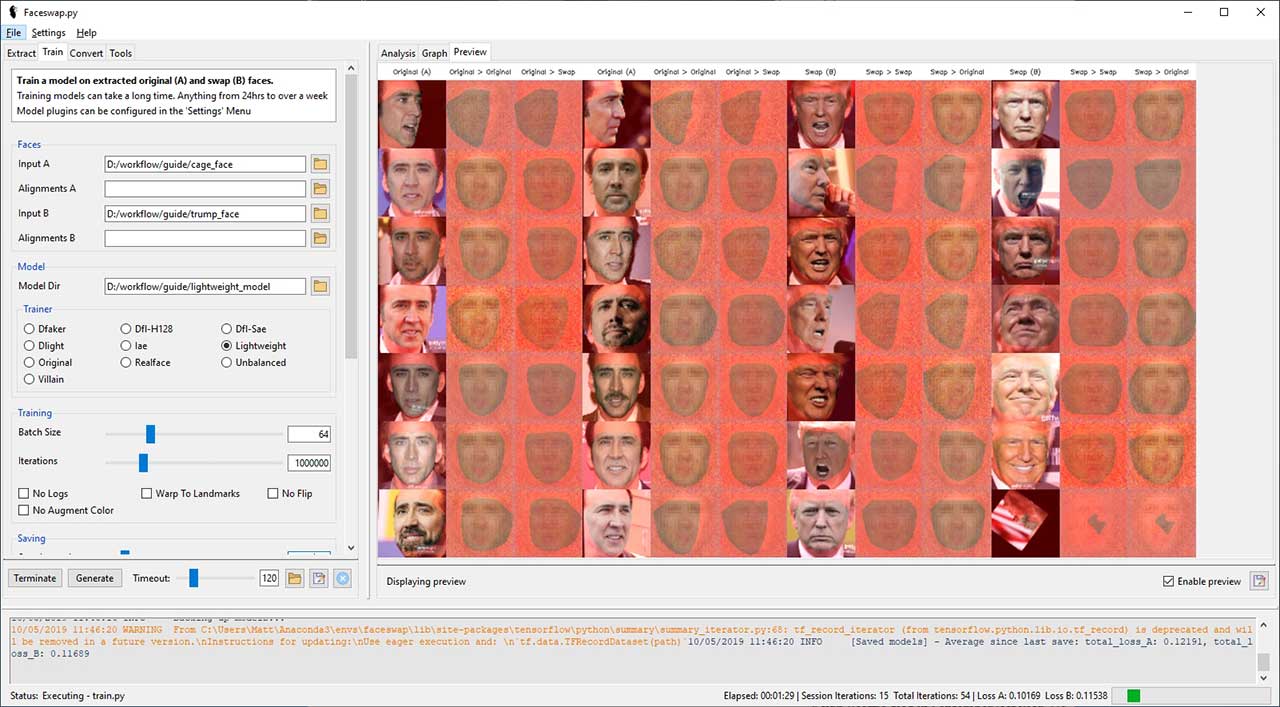 Faceswap.py
File Settings Help
Extract Train Convert Tools
Train a model on extracted original (A) and swap (B) faces.
Training models can take a long time. Anything from 24hrs to over a week
Model plugins can be configured in the 'Settings' Menu
Faces
Input A D:/workflow/guide/cage_face
Alignments A
Input B D:/workflow/guide/trump_face
Alignments B
Model
Model Dir D:/workflow/guide/lightweight_model
Trainer
Dfaker Dfl-H128 Dfl-Sae
Dlight Iae Lightweight
Original Realface Unbalanced
Villain
Training
Batch Size 64
Iterations 1000000
No Logs Warp To Landmarks No Flip
No Augment Color
Saving
Terminate Generate Timeout: 120
Analysis Graph Preview
Original (A) Original > Original Original > Swap Original (A) Original > Original Original > Swap Swap (B) Swap > Swap Swap > Original Swap (B) Swap > Swap Swap > Original
Displaying preview Enable preview
10/05/2019 11:46:20 WARNING From C:\Users\Matt\Anaconda3\envs\faceswap\lib\site-packages\tensorflow\python\summary\summary_iterator.py:68: tf_record_iterator (from tensorflow.python.lib.io.tf_record) is deprecated and wil
l be removed in a future version.\nInstructions for updating:\nUse eager execution and: \n`tf.data.TFRecordDataset(path)`10/05/2019 11:46:20 INFO [Saved models] - Average since last save: total_loss_A: 0.12191, total_l
oss_B: 0.11689
Status: Executing - train.py Elapsed: 00:01:29 | Session Iterations: 15 Total Iterations: 54 | Loss A: 0.10169 Loss B: 0.11538